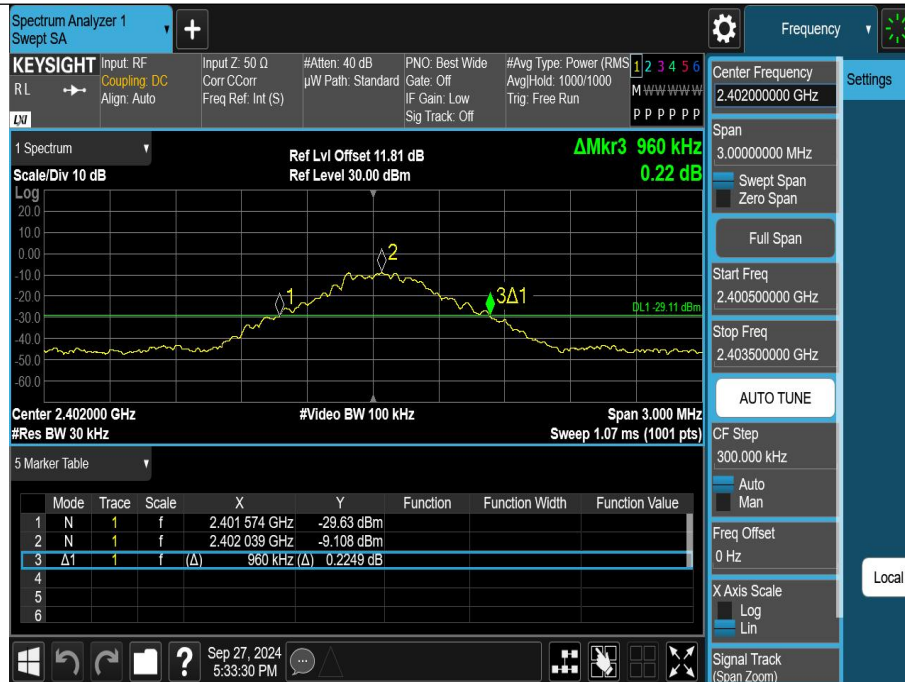 Spectrum Analyzer 1
Swept SA
+
Frequency
KEYSIGHT
RL
LXI
Input: RF
Coupling: DC
Align: Auto
Input Z: 50 Ω
Corr CCorr
Freq Ref: Int (S)
#Atten: 40 dB
µW Path: Standard
PNO: Best Wide
Gate: Off
IF Gain: Low
Sig Track: Off
#Avg Type: Power (RMS
Avg|Hold: 1000/1000
Trig: Free Run
1 2 3 4 5 6
M W W W W W
P P P P P P
1 Spectrum
Scale/Div 10 dB
Ref Lvl Offset 11.81 dB
Ref Level 30.00 dBm
ΔMkr3 960 kHz
0.22 dB
Log
20.0
10.0
0.00
-10.0
-20.0
-30.0
-40.0
-50.0
-60.0
1
2
3Δ1
DL1 -29.11 dBm
Center 2.402000 GHz
#Video BW 100 kHz
Span 3.000 MHz
#Res BW 30 kHz
Sweep 1.07 ms (1001 pts)
5 Marker Table
Mode Trace Scale X Y Function Function Width Function Value
1 N 1 f 2.401 574 GHz -29.63 dBm
2 N 1 f 2.402 039 GHz -9.108 dBm
3 Δ1 1 f (Δ) 960 kHz (Δ) 0.2249 dB
4
5
6
?
Sep 27, 2024
5:33:30 PM
Center Frequency
2.402000000 GHz
Span
3.00000000 MHz
Swept Span
Zero Span
Full Span
Start Freq
2.400500000 GHz
Stop Freq
2.403500000 GHz
AUTO TUNE
CF Step
300.000 kHz
Auto
Man
Freq Offset
0 Hz
X Axis Scale
Log
Lin
Signal Track
(Span Zoom)
Settings
Local